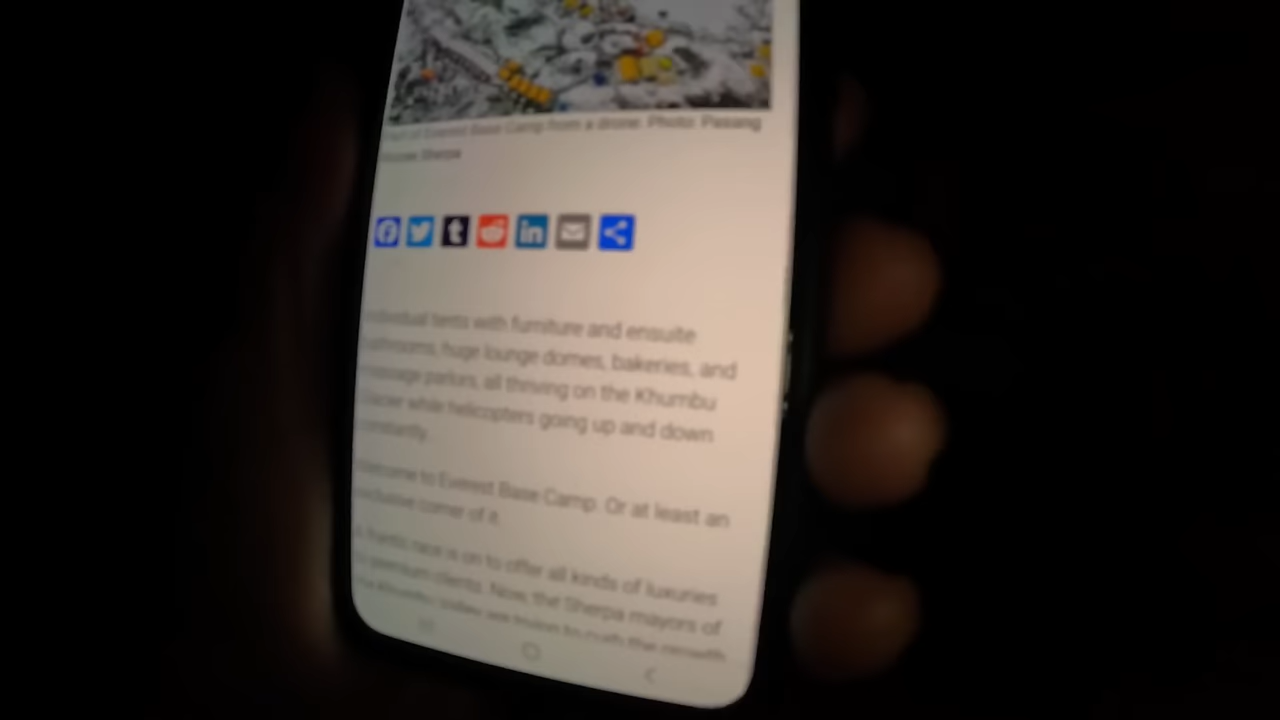 of Everest Base Camp from a drone. Photo: Pasang
Sherpa
tents with furniture and ensuite
bathrooms, huge lounge domes, bakeries, and
massage parlors, all thriving on the Khumbu
Glacier while helicopters going up and down
constantly.
Welcome to Everest Base Camp. Or at least an
exclusive corner of it.
A frantic race is on to offer all kinds of luxuries
premium clients. Now, the Sherpa mayors of
the growth